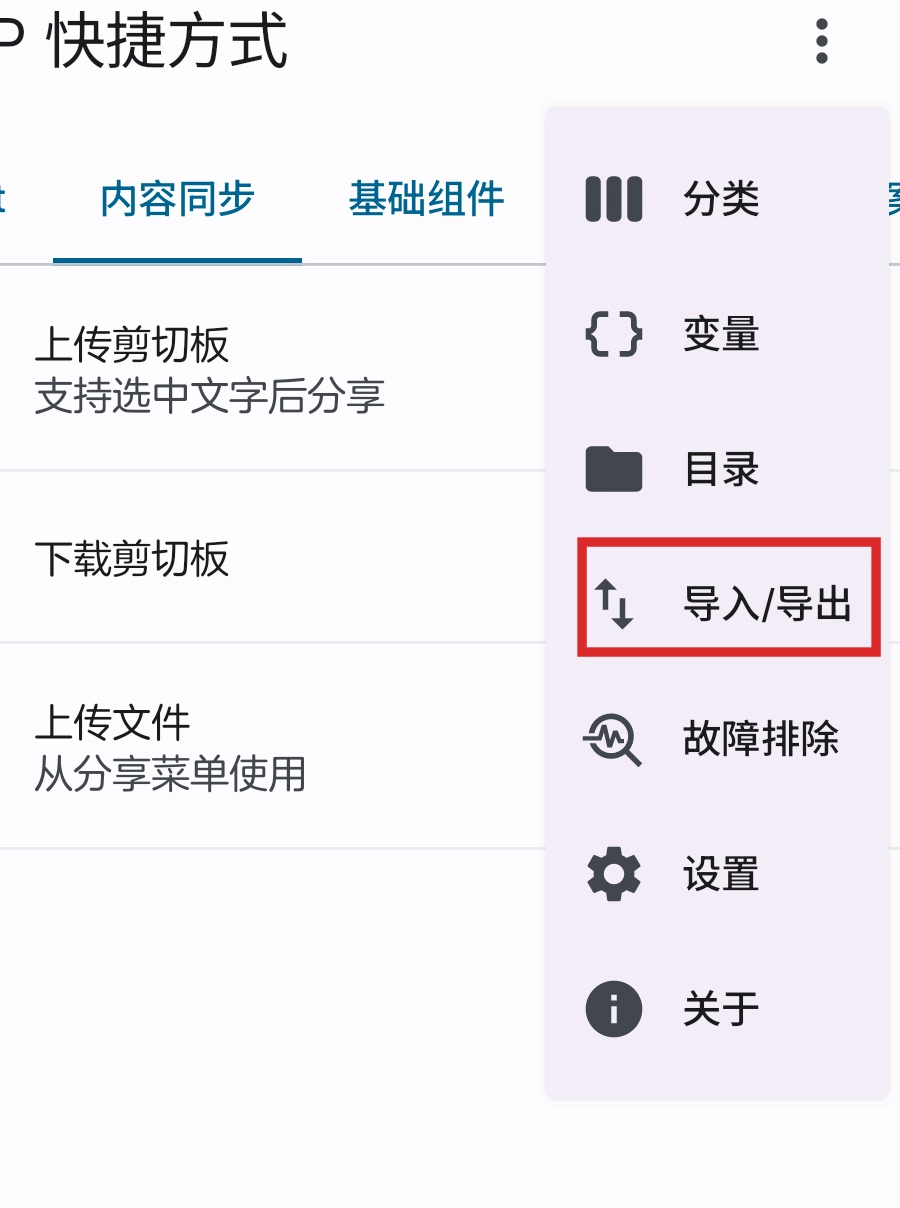 P 快捷方式
t
内容同步
基础组件
案
上传剪切板
支持选中文字后分享
下载剪切板
上传文件
从分享菜单使用
分类
变量
目录
导入/导出
故障排除
设置
关于